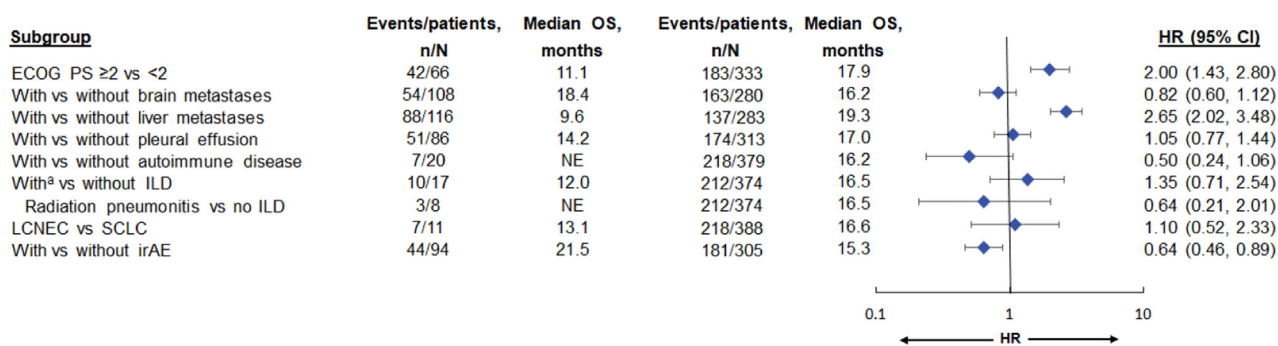 Events/patients, Median OS, Events/patients, Median OS,
Subgroup n/N months n/N months HR (95% CI)
ECOG PS ≥2 vs <2 42/66 11.1 183/333 17.9 2.00 (1.43, 2.80)
With vs without brain metastases 54/108 18.4 163/280 16.2 0.82 (0.60, 1.12)
With vs without liver metastases 88/116 9.6 137/283 19.3 2.65 (2.02, 3.48)
With vs without pleural effusion 51/86 14.2 174/313 17.0 1.05 (0.77, 1.44)
With vs without autoimmune disease 7/20 NE 218/379 16.2 0.50 (0.24, 1.06)
Withᵃ vs without ILD 10/17 12.0 212/374 16.5 1.35 (0.71, 2.54)
Radiation pneumonitis vs no ILD 3/8 NE 212/374 16.5 0.64 (0.21, 2.01)
LCNEC vs SCLC 7/11 13.1 218/388 16.6 1.10 (0.52, 2.33)
With vs without irAE 44/94 21.5 181/305 15.3 0.64 (0.46, 0.89)
0.1 1 10
HR